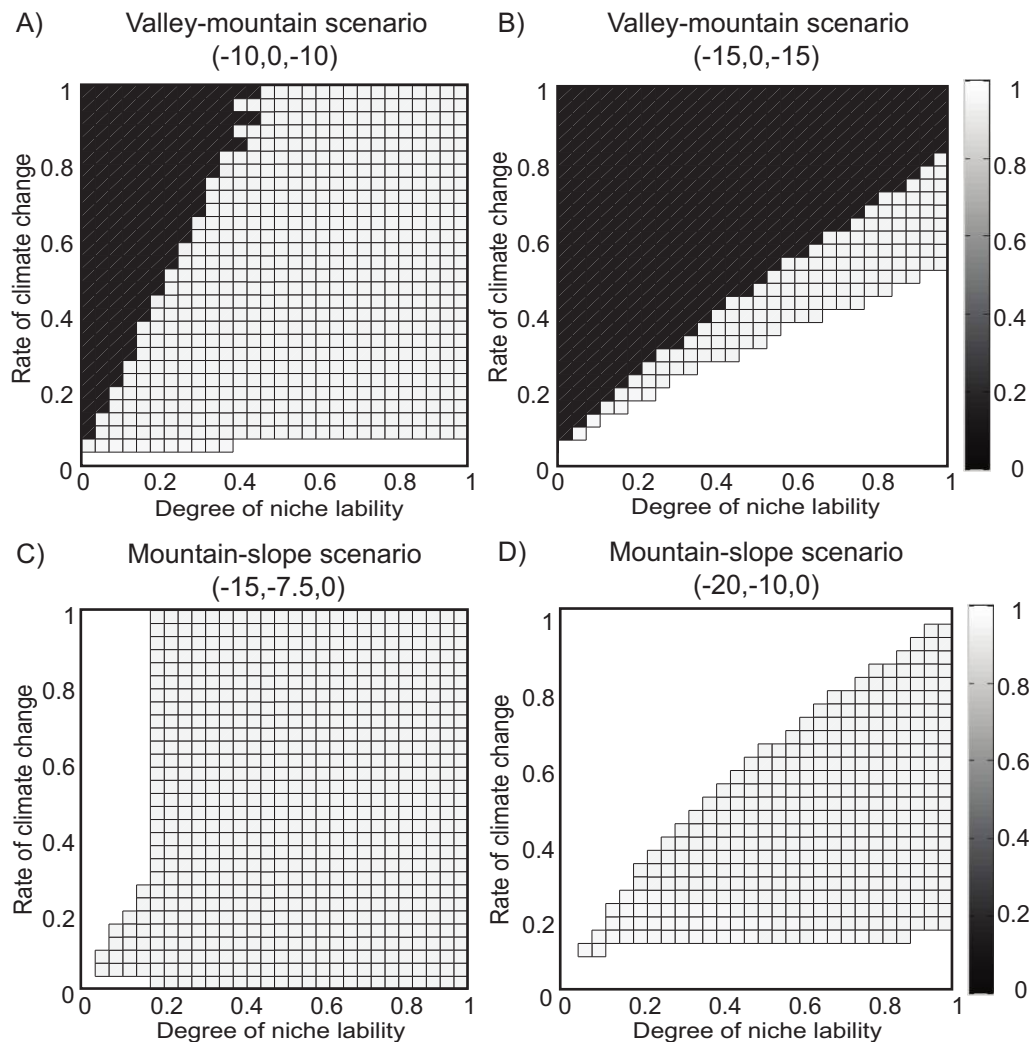 A) Valley-mountain scenario
(-10,0,-10)
1
0.8
0.6
0.4
0.2
0
Rate of climate change
0 0.2 0.4 0.6 0.8 1
Degree of niche lability
B) Valley-mountain scenario
(-15,0,-15)
1
0.8
0.6
0.4
0.2
0
Rate of climate change
0 0.2 0.4 0.6 0.8 1
Degree of niche lability
1
0.8
0.6
0.4
0.2
0
C) Mountain-slope scenario
(-15,-7.5,0)
1
0.8
0.6
0.4
0.2
0
Rate of climate change
0 0.2 0.4 0.6 0.8 1
Degree of niche lability
D) Mountain-slope scenario
(-20,-10,0)
1
0.8
0.6
0.4
0.2
0
Rate of climate change
0 0.2 0.4 0.6 0.8 1
Degree of niche lability
1
0.8
0.6
0.4
0.2
0